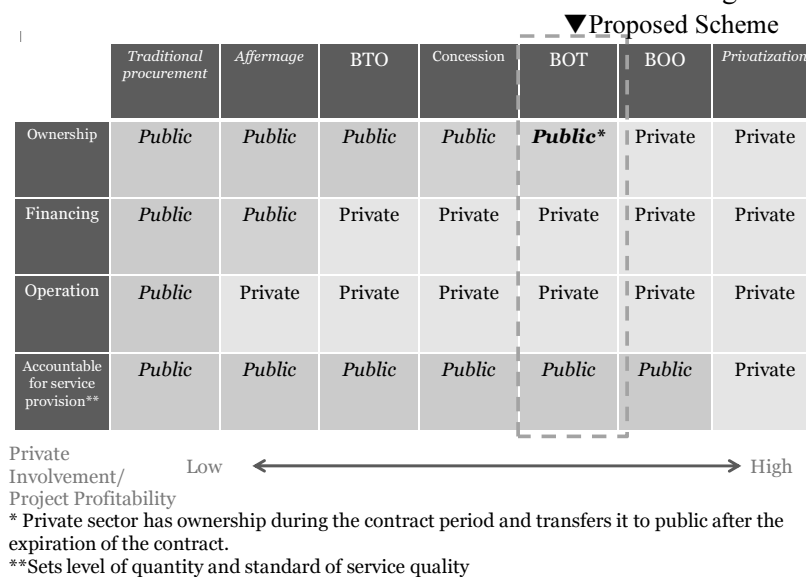 ▼Proposed Scheme
Traditional procurement Affermage BTO Concession BOT BOO Privatization
Ownership Public Public Public Public Public* Private Private
Financing Public Public Private Private Private Private Private
Operation Public Private Private Private Private Private Private
Accountable for service provision** Public Public Public Public Public Public Private
Private
Involvement/
Project Profitability
Low High
* Private sector has ownership during the contract period and transfers it to public after the
expiration of the contract.
**Sets level of quantity and standard of service quality